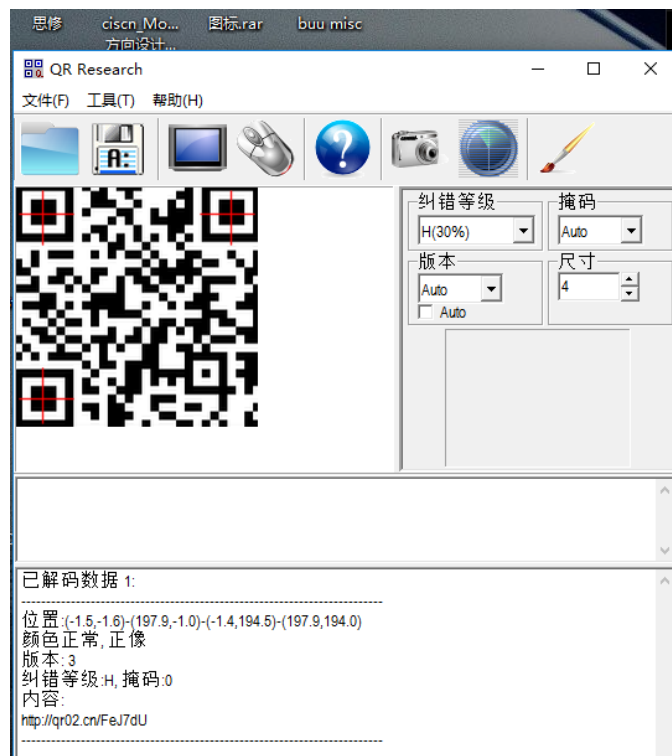 思修 ciscn_Mo... 图标.rar buu misc
方向设计...
QR Research
文件(F) 工具(T) 帮助(H)
A:
纠错等级 掩码
H(30%) Auto
版本 尺寸
Auto 4
Auto
已解码数据 1:
位置:(-1.5,-1.6)-(197.9,-1.0)-(-1.4,194.5)-(197.9,194.0)
颜色正常, 正像
版本: 3
纠错等级:H, 掩码:0
内容:
http://qr02.cn/FeJ7dU